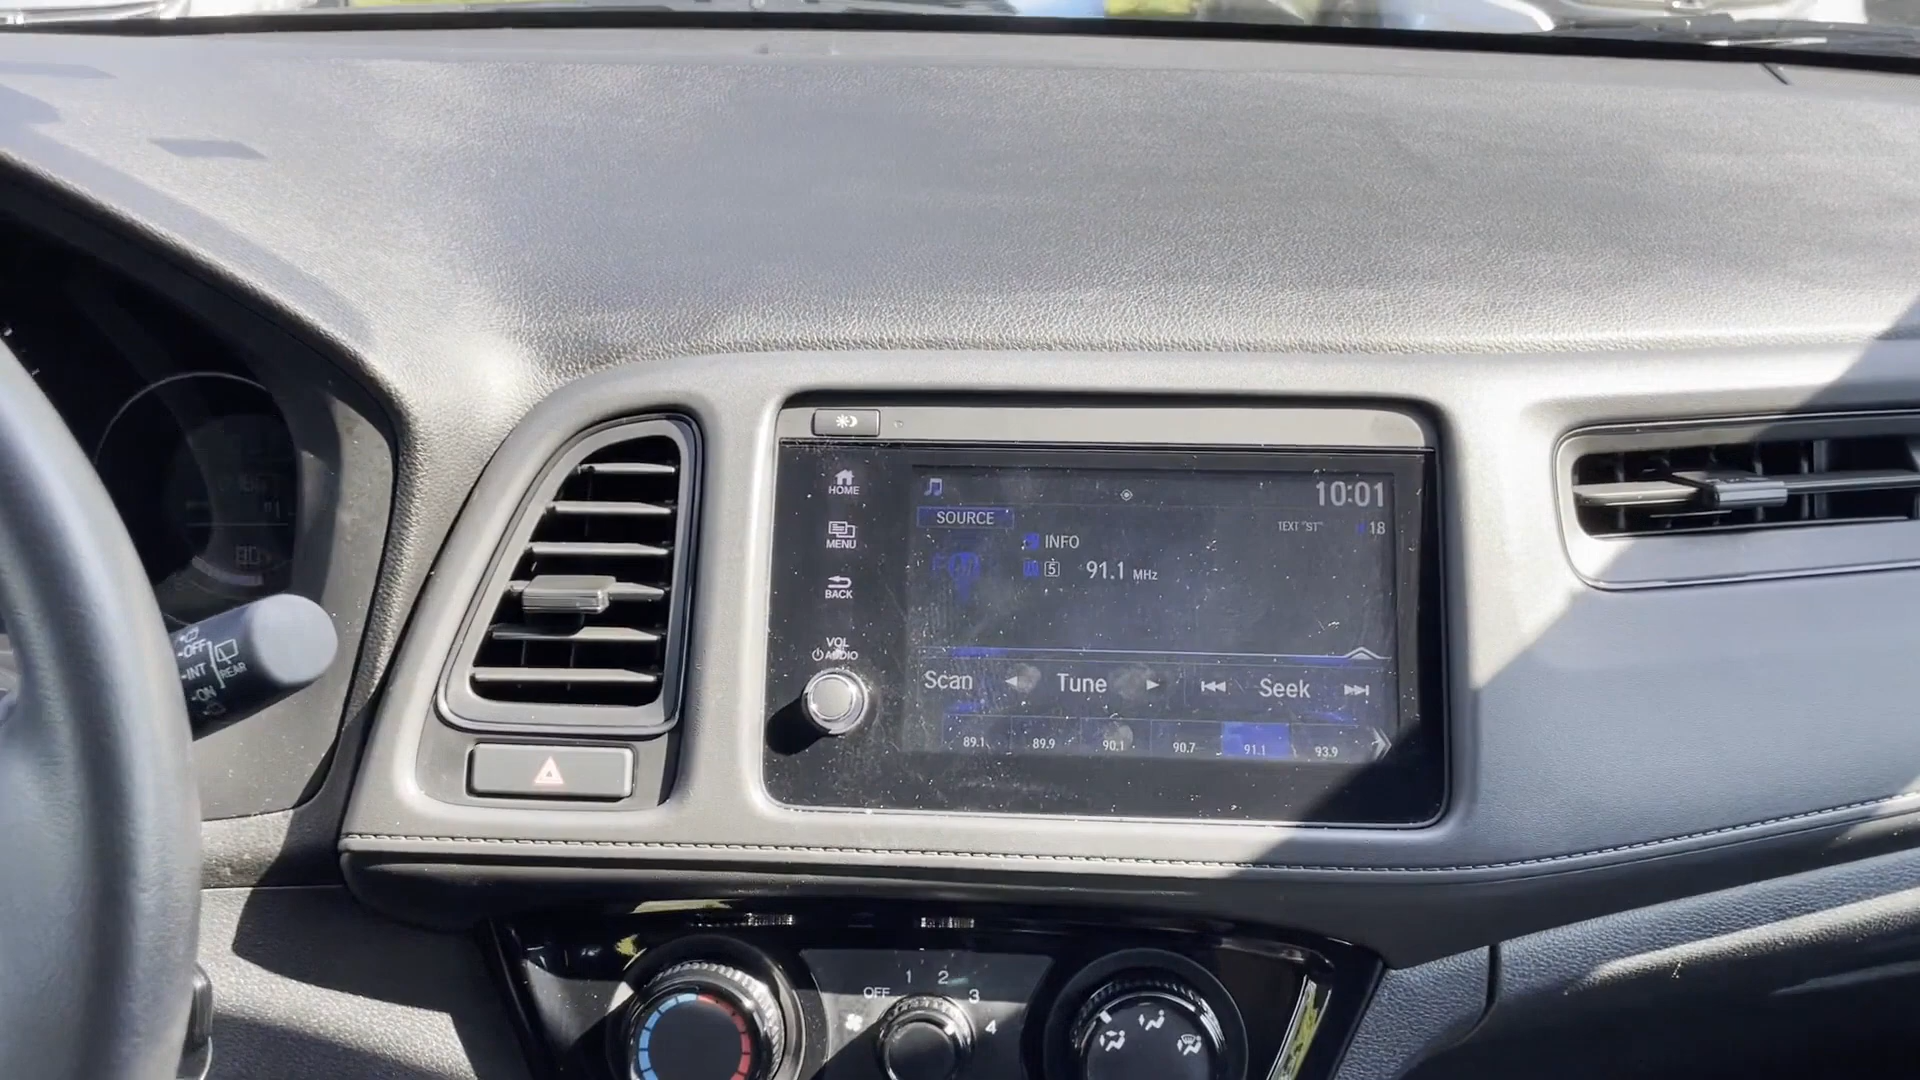 HOME
MENU
BACK
VOL
AUDIO
10:01
SOURCE
TEXT "ST"
18
INFO
5
91.1 MHz
Scan
Tune
Seek
89.1
89.9
90.1
90.7
91.1
93.9
-OFF
-INT
REAR
-ON
80
OFF
1
2
3
4